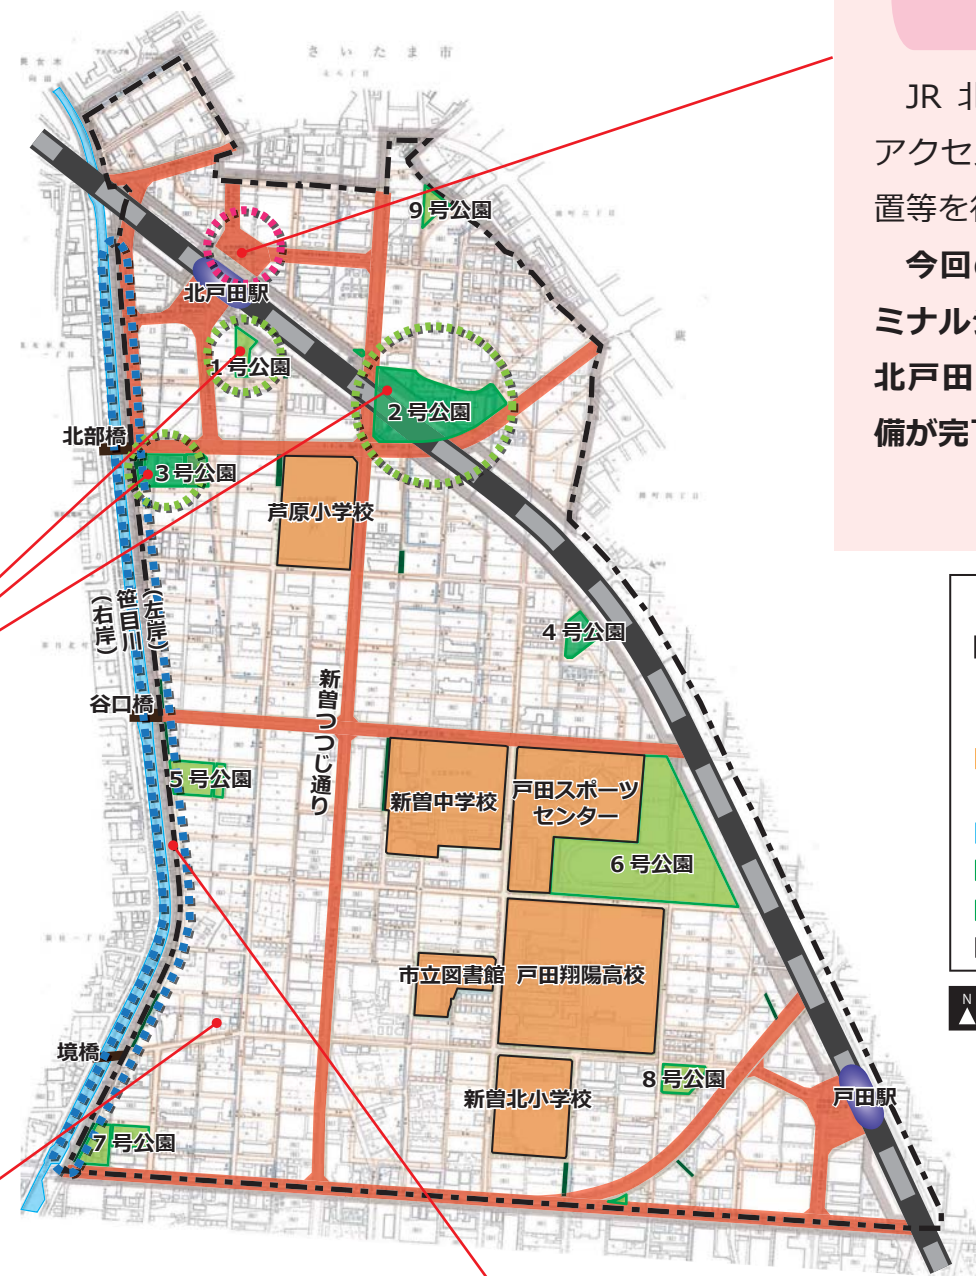 さいたま市
JR 北
アクセ
置等を
今回
ミナル
北戸田
備が完
9号公園
北戸田駅
1号公園
2号公園
北部橋
3号公園
芦原小学校
(左岸)
笹目川
(右岸)
4号公園
谷口橋
新曽つつじ通り
5号公園
新曽中学校
戸田スポーツ
センター
6号公園
市立図書館
戸田翔陽高校
境橋
8号公園
新曽北小学校
戸田駅
7号公園
N